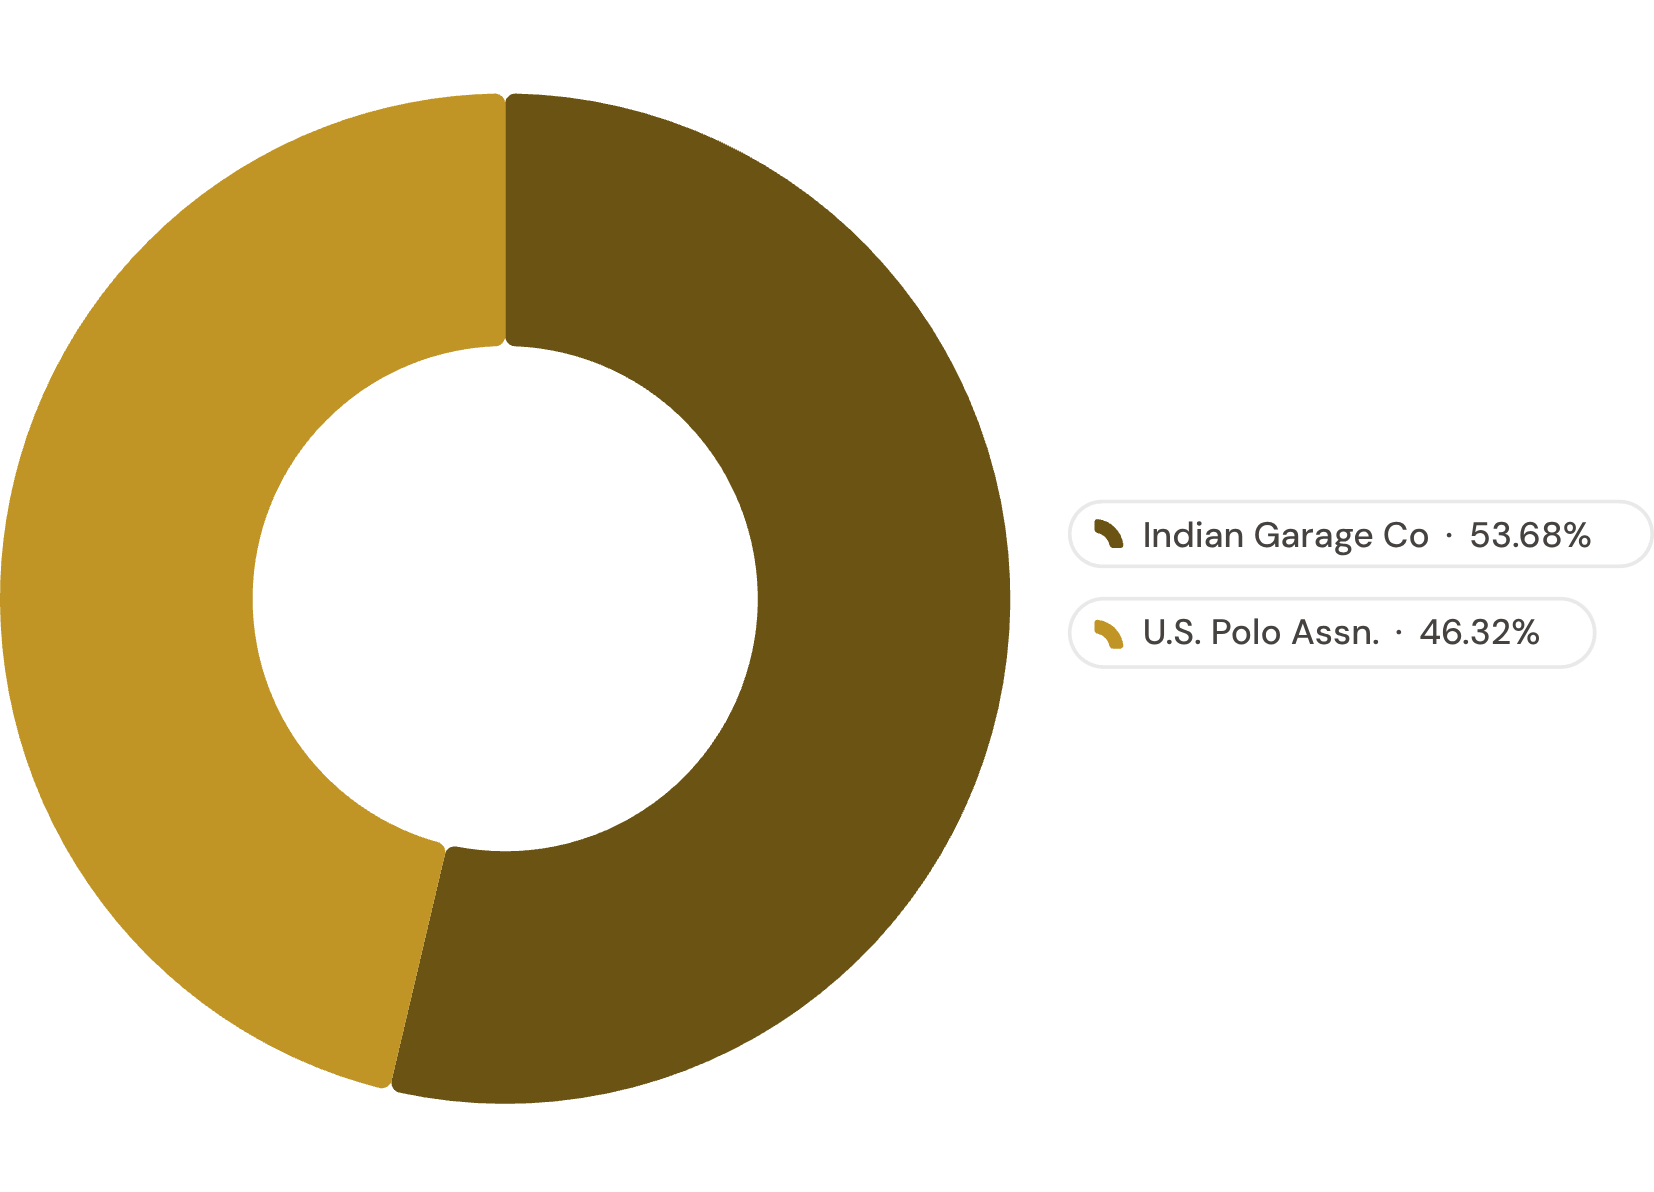 Indian Garage Co · 53.68%
U.S. Polo Assn. · 46.32%